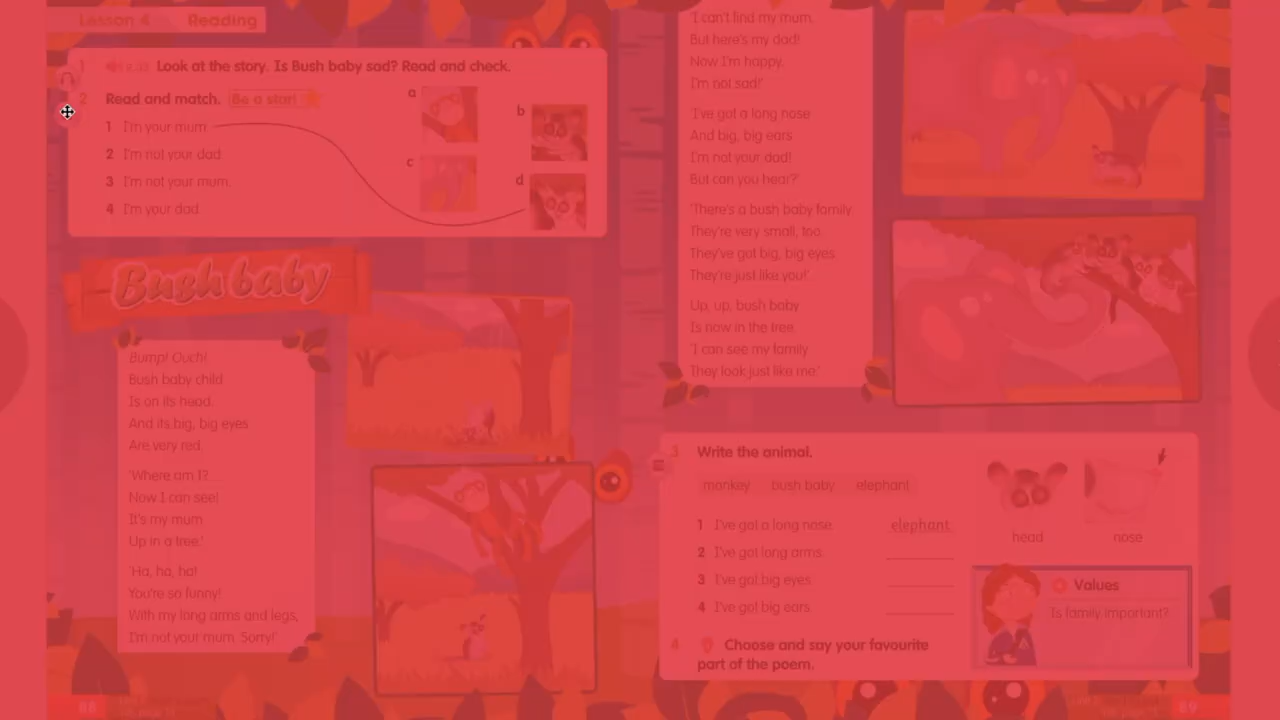 Lesson 4 Reading
1 2.03 Look at the story. Is Bush baby sad? Read and check.
2 Read and match. Be a star!
1 I'm your mum
2 I'm not your dad.
3 I'm not your mum.
4 I'm your dad.
a
b
c
d
Bush baby
Bump! Ouch!
Bush baby child
Is on its head.
And its big, big eyes
Are very red.
'Where am I?
Now I can see!
It's my mum
Up in a tree.'
'Ha, ha, ha!
You're so funny!
With my long arms and legs,
I'm not your mum. Sorry!'
88
'I can't find my mum,
But here's my dad!
Now I'm happy,
I'm not sad!'
'I've got a long nose
And big, big ears
I'm not your dad!
But can you hear?'
'There's a bush baby family
They're very small, too.
They've got big, big eyes
They're just like you!'
Up, up, bush baby
Is now in the tree.
'I can see my family
They look just like me.'
3 Write the animal.
monkey bush baby elephant
1 I've got a long nose. elephant
2 I've got long arms.
3 I've got big eyes.
4 I've got big ears.
head nose
Values
Is family important?
4 Choose and say your favourite
part of the poem.
89